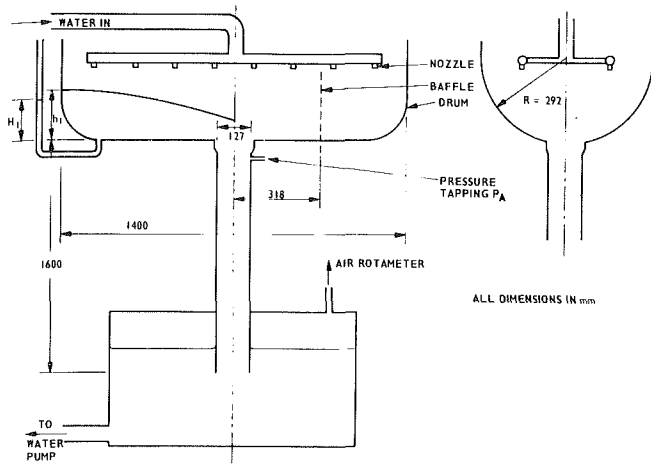 WATER IN
NOZZLE
BAFFLE
DRUM
R = 292
H1
h1
127
PRESSURE
TAPPING PA
318
1400
1600
AIR ROTAMETER
ALL DIMENSIONS IN mm
TO
WATER
PUMP